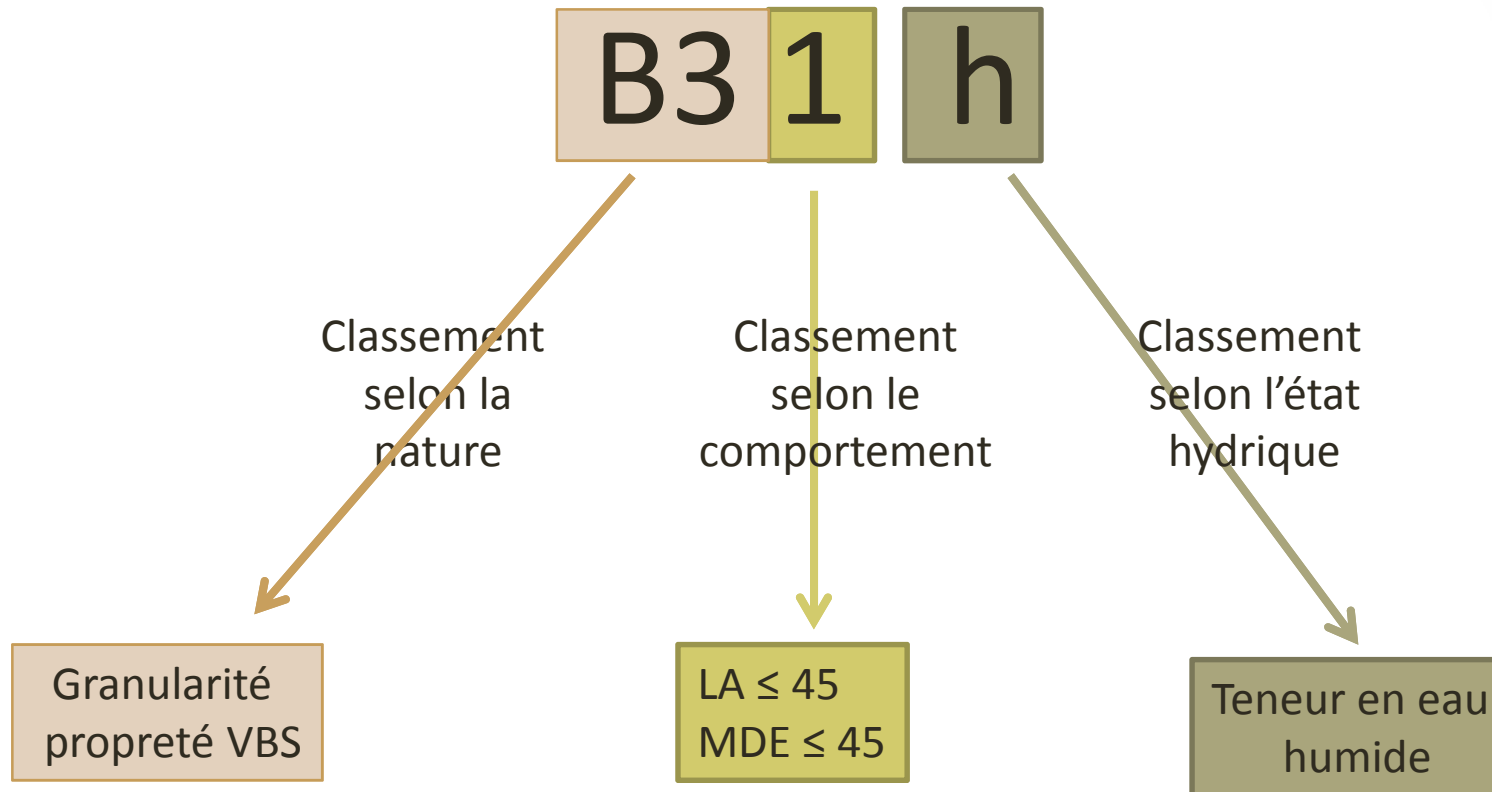 B3 1 h
Classement
selon la
nature
Classement
selon le
comportement
Classement
selon l’état
hydrique
Granularité
propreté VBS
LA ≤ 45
MDE ≤ 45
Teneur en eau
humide